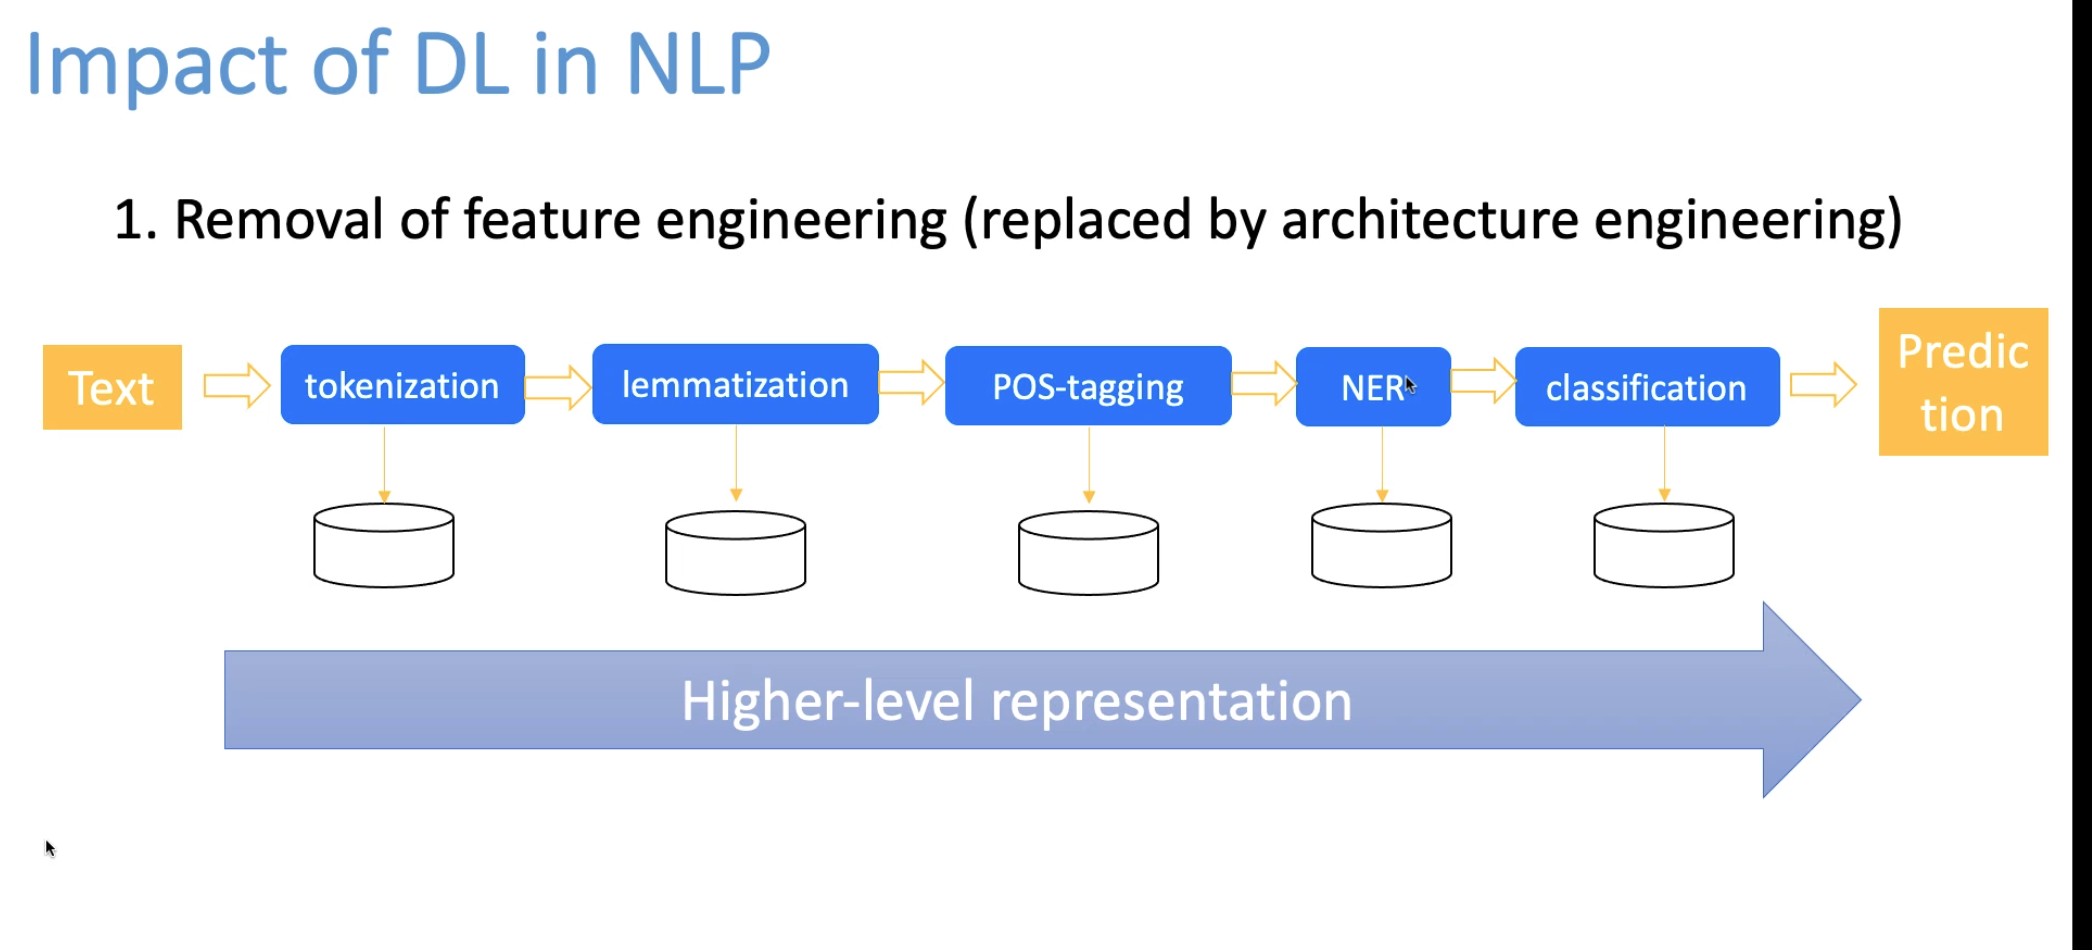 Impact of DL in NLP
1. Removal of feature engineering (replaced by architecture engineering)
Text
tokenization
lemmatization
POS-tagging
NER
classification
Predic
tion
Higher-level representation